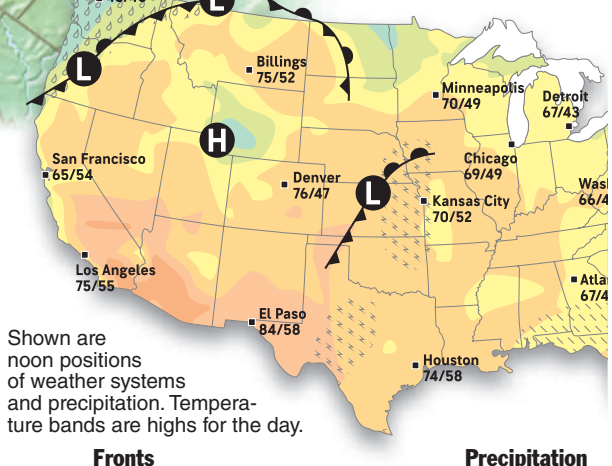 L
L
Billings
75/52
Minneapolis
70/49
Detroit
67/43
H
San Francisco
65/54
Denver
76/47
Chicago
69/49
L
Kansas City
70/52
Los Angeles
75/55
El Paso
84/58
Houston
74/58
Shown are
noon positions
of weather systems
and precipitation. Tempera-
ture bands are highs for the day.
Fronts
Precipitation